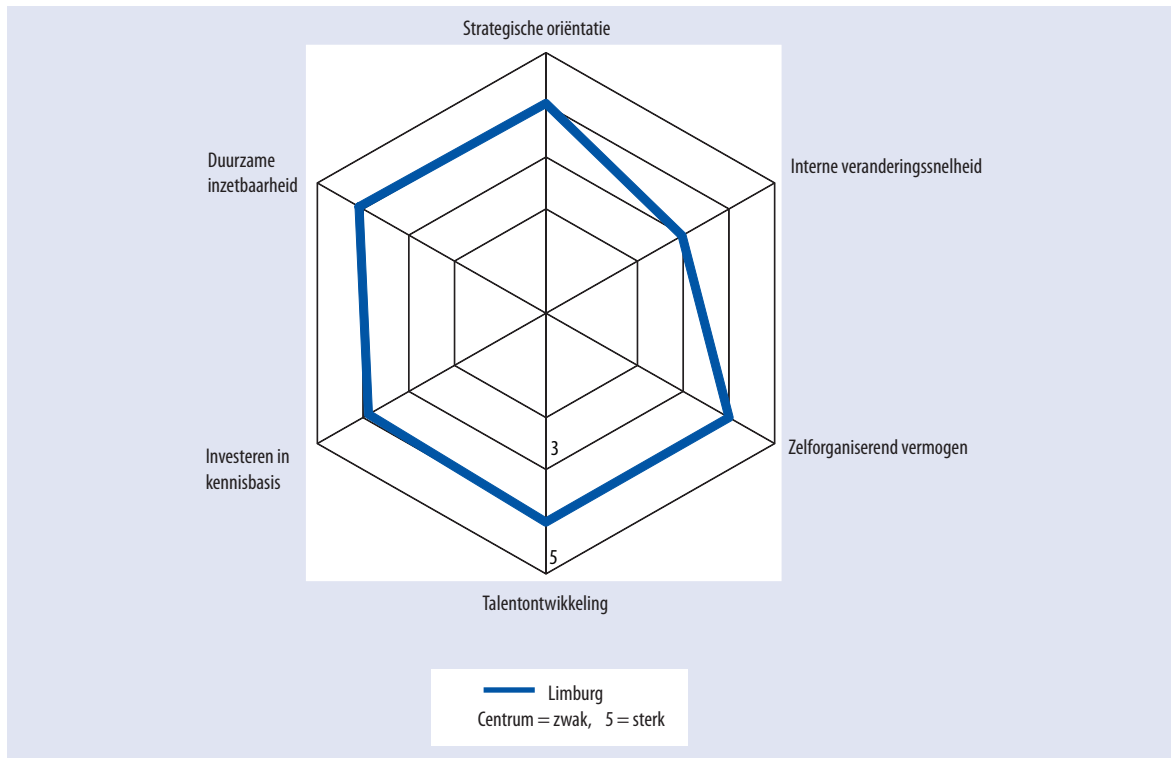 Strategische oriëntatie
Duurzame
inzetbaarheid
Interne veranderingssnelheid
Investeren in
kennisbasis
3
Zelforganiserend vermogen
5
Talentontwikkeling
Limburg
Centrum = zwak, 5 = sterk